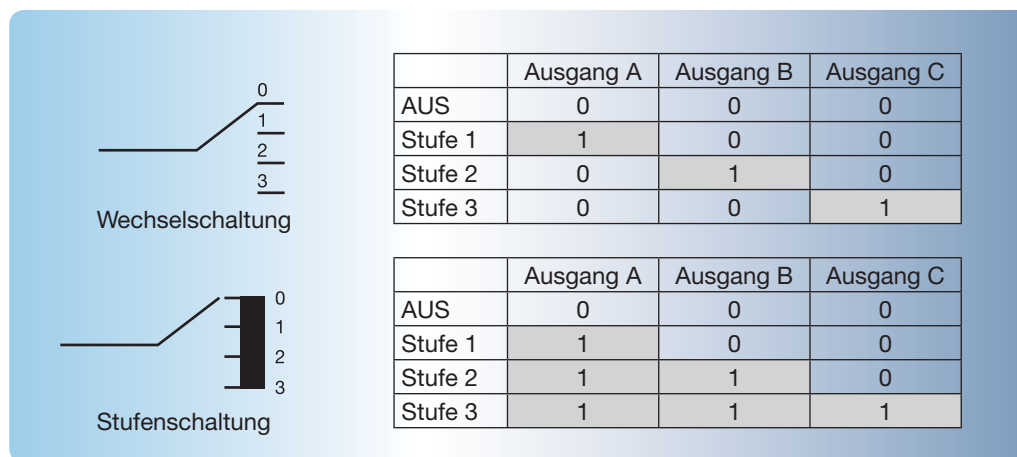 0
1
2
3
Wechselschaltung
Ausgang A Ausgang B Ausgang C
AUS 0 0 0
Stufe 1 1 0 0
Stufe 2 0 1 0
Stufe 3 0 0 1
0
1
2
3
Stufenschaltung
Ausgang A Ausgang B Ausgang C
AUS 0 0 0
Stufe 1 1 0 0
Stufe 2 1 1 0
Stufe 3 1 1 1